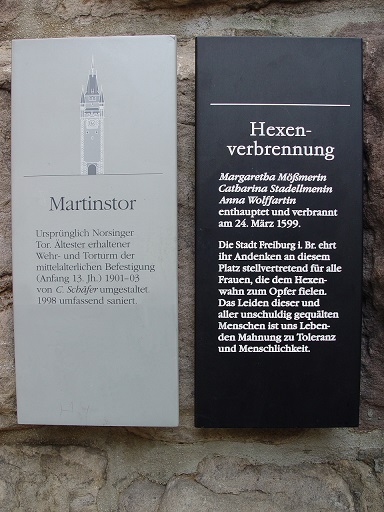 Martinstor
Ursprünglich Norsinger
Tor. Ältester erhaltener
Wehr- und Torturm der
mittelalterlichen Befestigung
(Anfang 13. Jh.) 1901-03
von C. Schäfer umgestaltet.
1998 umfassend saniert.
Hexen-
verbrennung
Margaretha Mößmerin
Catharina Stadellmenin
Anna Wolffartin
enthauptet und verbrannt
am 24. März 1599.
Die Stadt Freiburg i. Br. ehrt
ihr Andenken an diesem
Platz stellvertretend für alle
Frauen, die dem Hexen-
wahn zum Opfer fielen.
Das Leiden dieser und
aller unschuldig gequälten
Menschen ist uns Leben-
den Mahnung zu Toleranz
und Menschlichkeit.